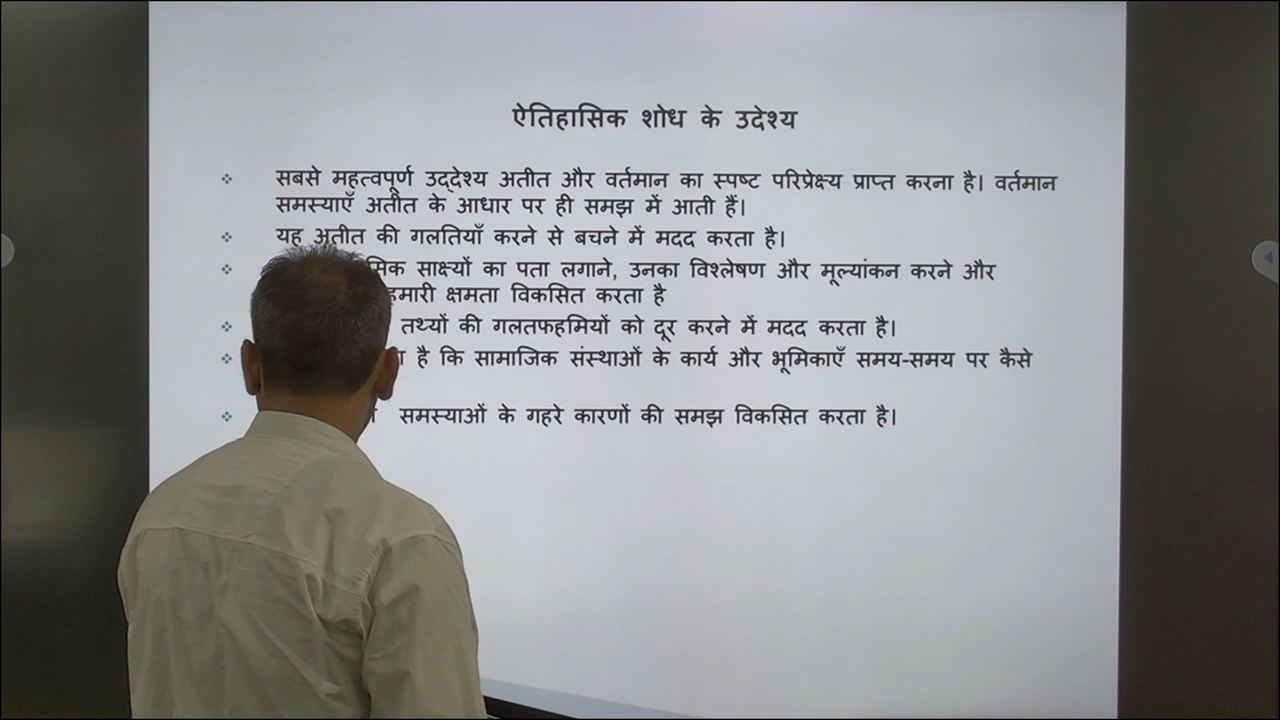 ऐतिहासिक शोध के उदेश्य
सबसे महत्वपूर्ण उद्देश्य अतीत और वर्तमान का स्पष्ट परिप्रेक्ष्य प्राप्त करना है। वर्तमान
समस्याएँ अतीत के आधार पर ही समझ में आती हैं।
यह अतीत की गलतियाँ करने से बचने में मदद करता है।
साक्ष्यों का पता लगाने, उनका विश्लेषण और मूल्यांकन करने और
हमारी क्षमता विकसित करता है
तथ्यों की गलतफहमियों को दूर करने में मदद करता है।
है कि सामाजिक संस्थाओं के कार्य और भूमिकाएँ समय-समय पर कैसे
समस्याओं के गहरे कारणों की समझ विकसित करता है।